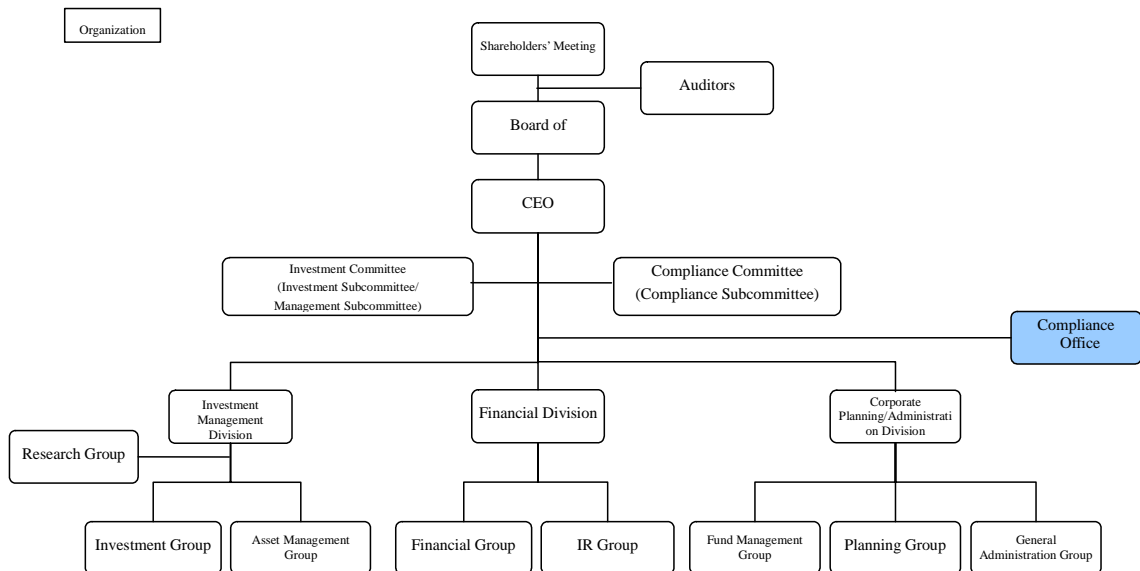 Organization
Shareholders’ Meeting
Auditors
Board of
CEO
Investment Committee
(Investment Subcommittee/
Management Subcommittee)
Compliance Committee
(Compliance Subcommittee)
Compliance
Office
Investment
Management
Division
Financial Division
Corporate
Planning/Administrati
on Division
Research Group
Investment Group
Asset Management
Group
Financial Group
IR Group
Fund Management
Group
Planning Group
General
Administration Group